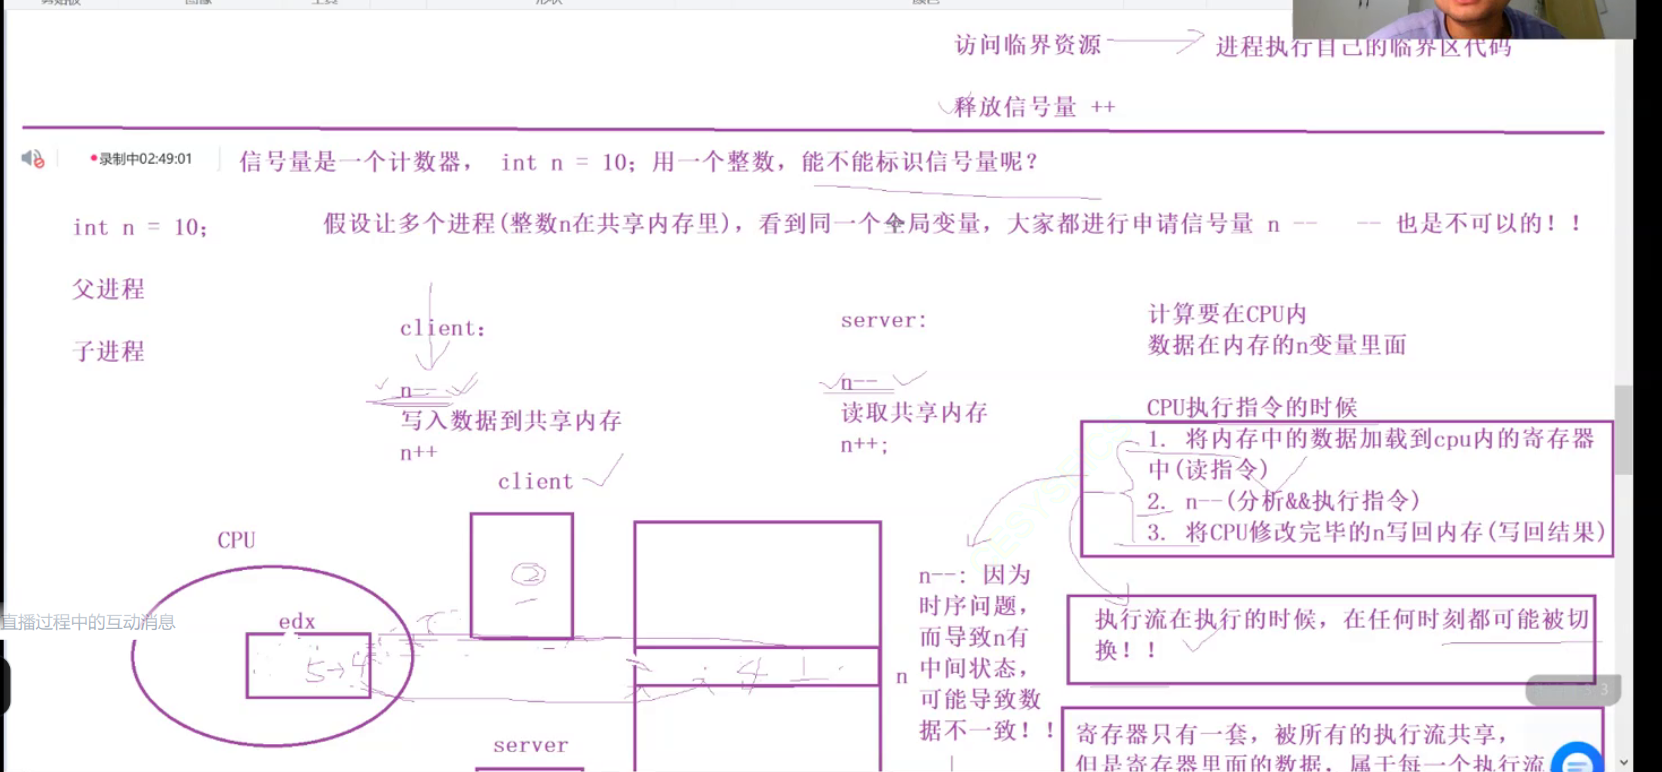 访问临界资源 进程执行自己的临界区代码
释放信号量 ++
录制中02:49:01
信号量是一个计数器， int n = 10；用一个整数，能不能标识信号量呢？
int n = 10；
假设让多个进程(整数n在共享内存里)，看到同一个全局变量，大家都进行申请信号量 n -- -- 也是不可以的！！
父进程
子进程
client：
n--
写入数据到共享内存
n++
server：
n--
读取共享内存
n++；
计算要在CPU内
数据在内存的n变量里面
CPU执行指令的时候
1. 将内存中的数据加载到cpu内的寄存器
中(读指令)
2. n--(分析&&执行指令)
3. 将CPU修改完毕的n写回内存(写回结果)
client
②
CPU
直播过程中的互动消息
edx
5→4
4 1
n
n--：因为
时序问题，
而导致n有
中间状态，
可能导致数
据不一致！！
执行流在执行的时候，在任何时刻都可能被切
换！！
server
寄存器只有一套，被所有的执行流共享，
但是寄存器里面的数据，属于每一个执行流